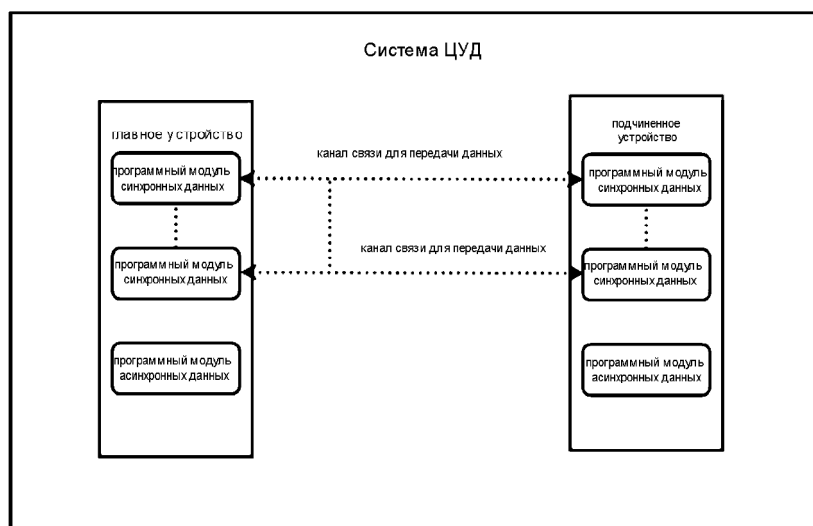 Система ЦУД
главное устройство
подчиненное
устройство
канал связи для передачи данных
программный модуль
синхронных данных
программный модуль
синхронных данных
канал связи для передачи данных
программный модуль
синхронных данных
программный модуль
синхронных данных
программный модуль
асинхронных данных
программный модуль
асинхронных данных